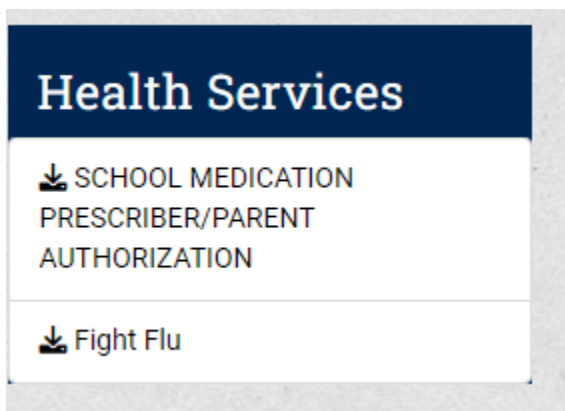 Health Services
SCHOOL MEDICATION
PRESCRIBER/PARENT
AUTHORIZATION
Fight Flu